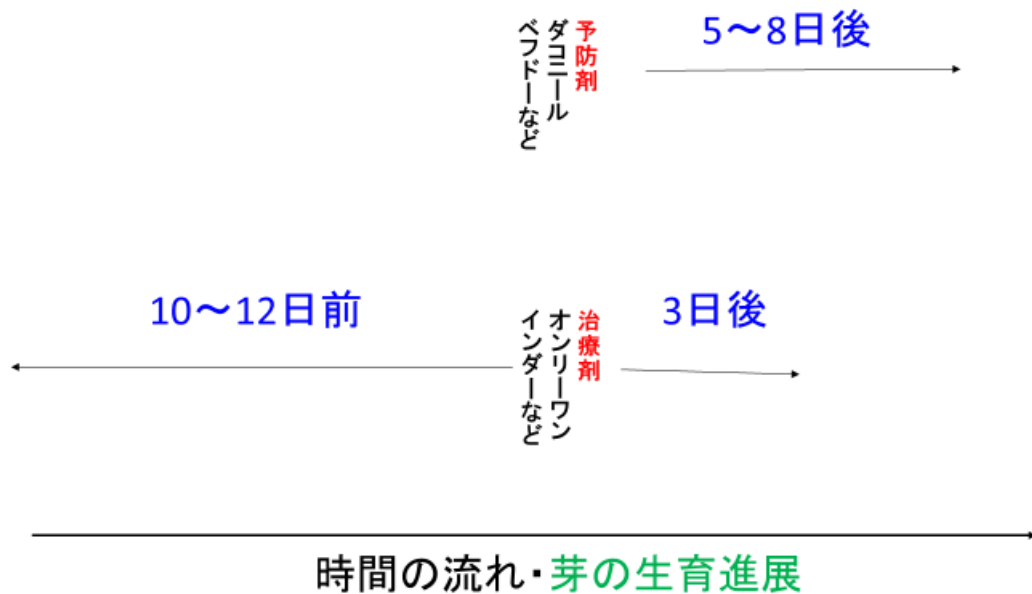 予防剤
ダコニール
ベフドーなど
5～8日後
10～12日前
治療剤
オンリーワン
インダーなど
3日後
時間の流れ・芽の生育進展